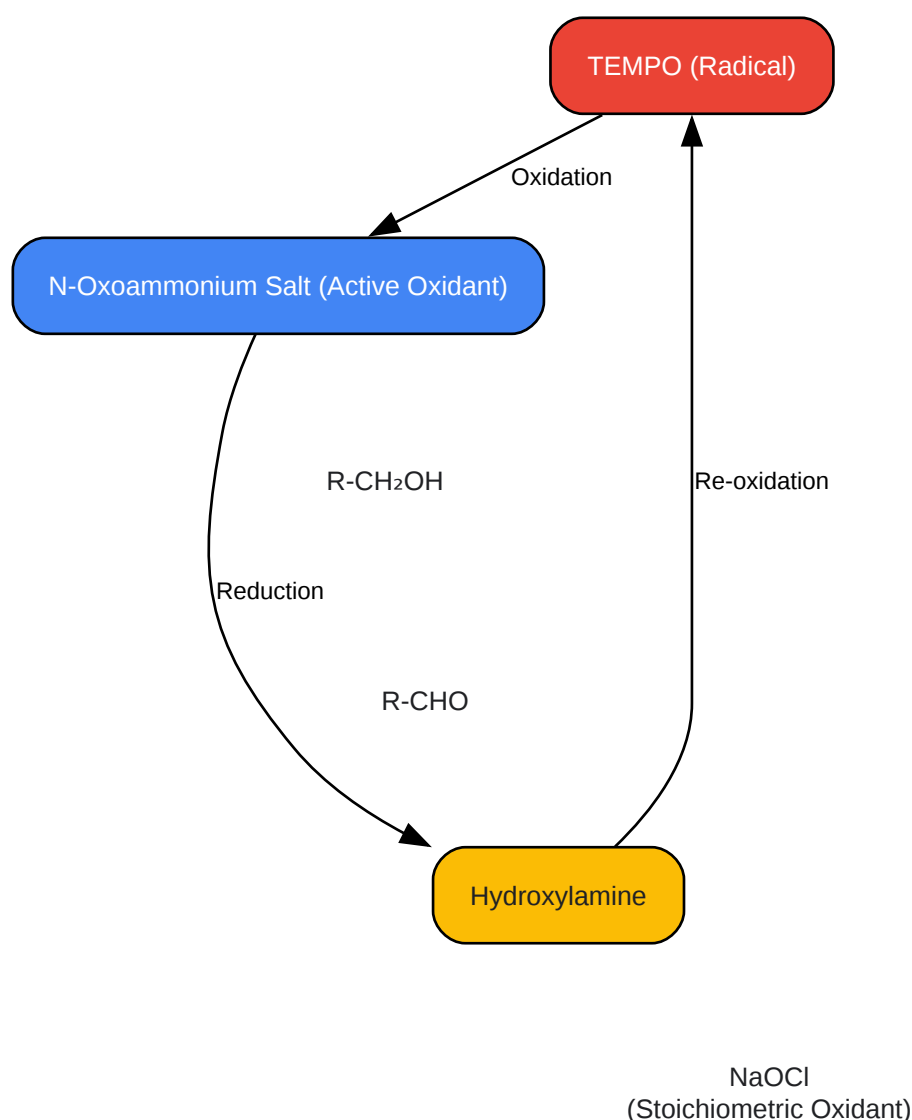 TEMPO (Radical)
Oxidation
N-Oxoammonium Salt (Active Oxidant)
R-CH₂OH
Re-oxidation
Reduction
R-CHO
Hydroxylamine
NaOCl
(Stoichiometric Oxidant)